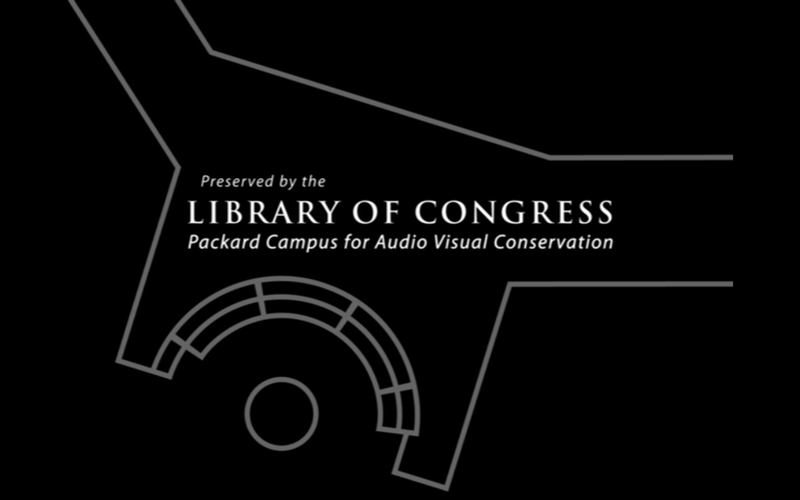 Preserved by the
LIBRARY OF CONGRESS
Packard Campus for Audio Visual Conservation